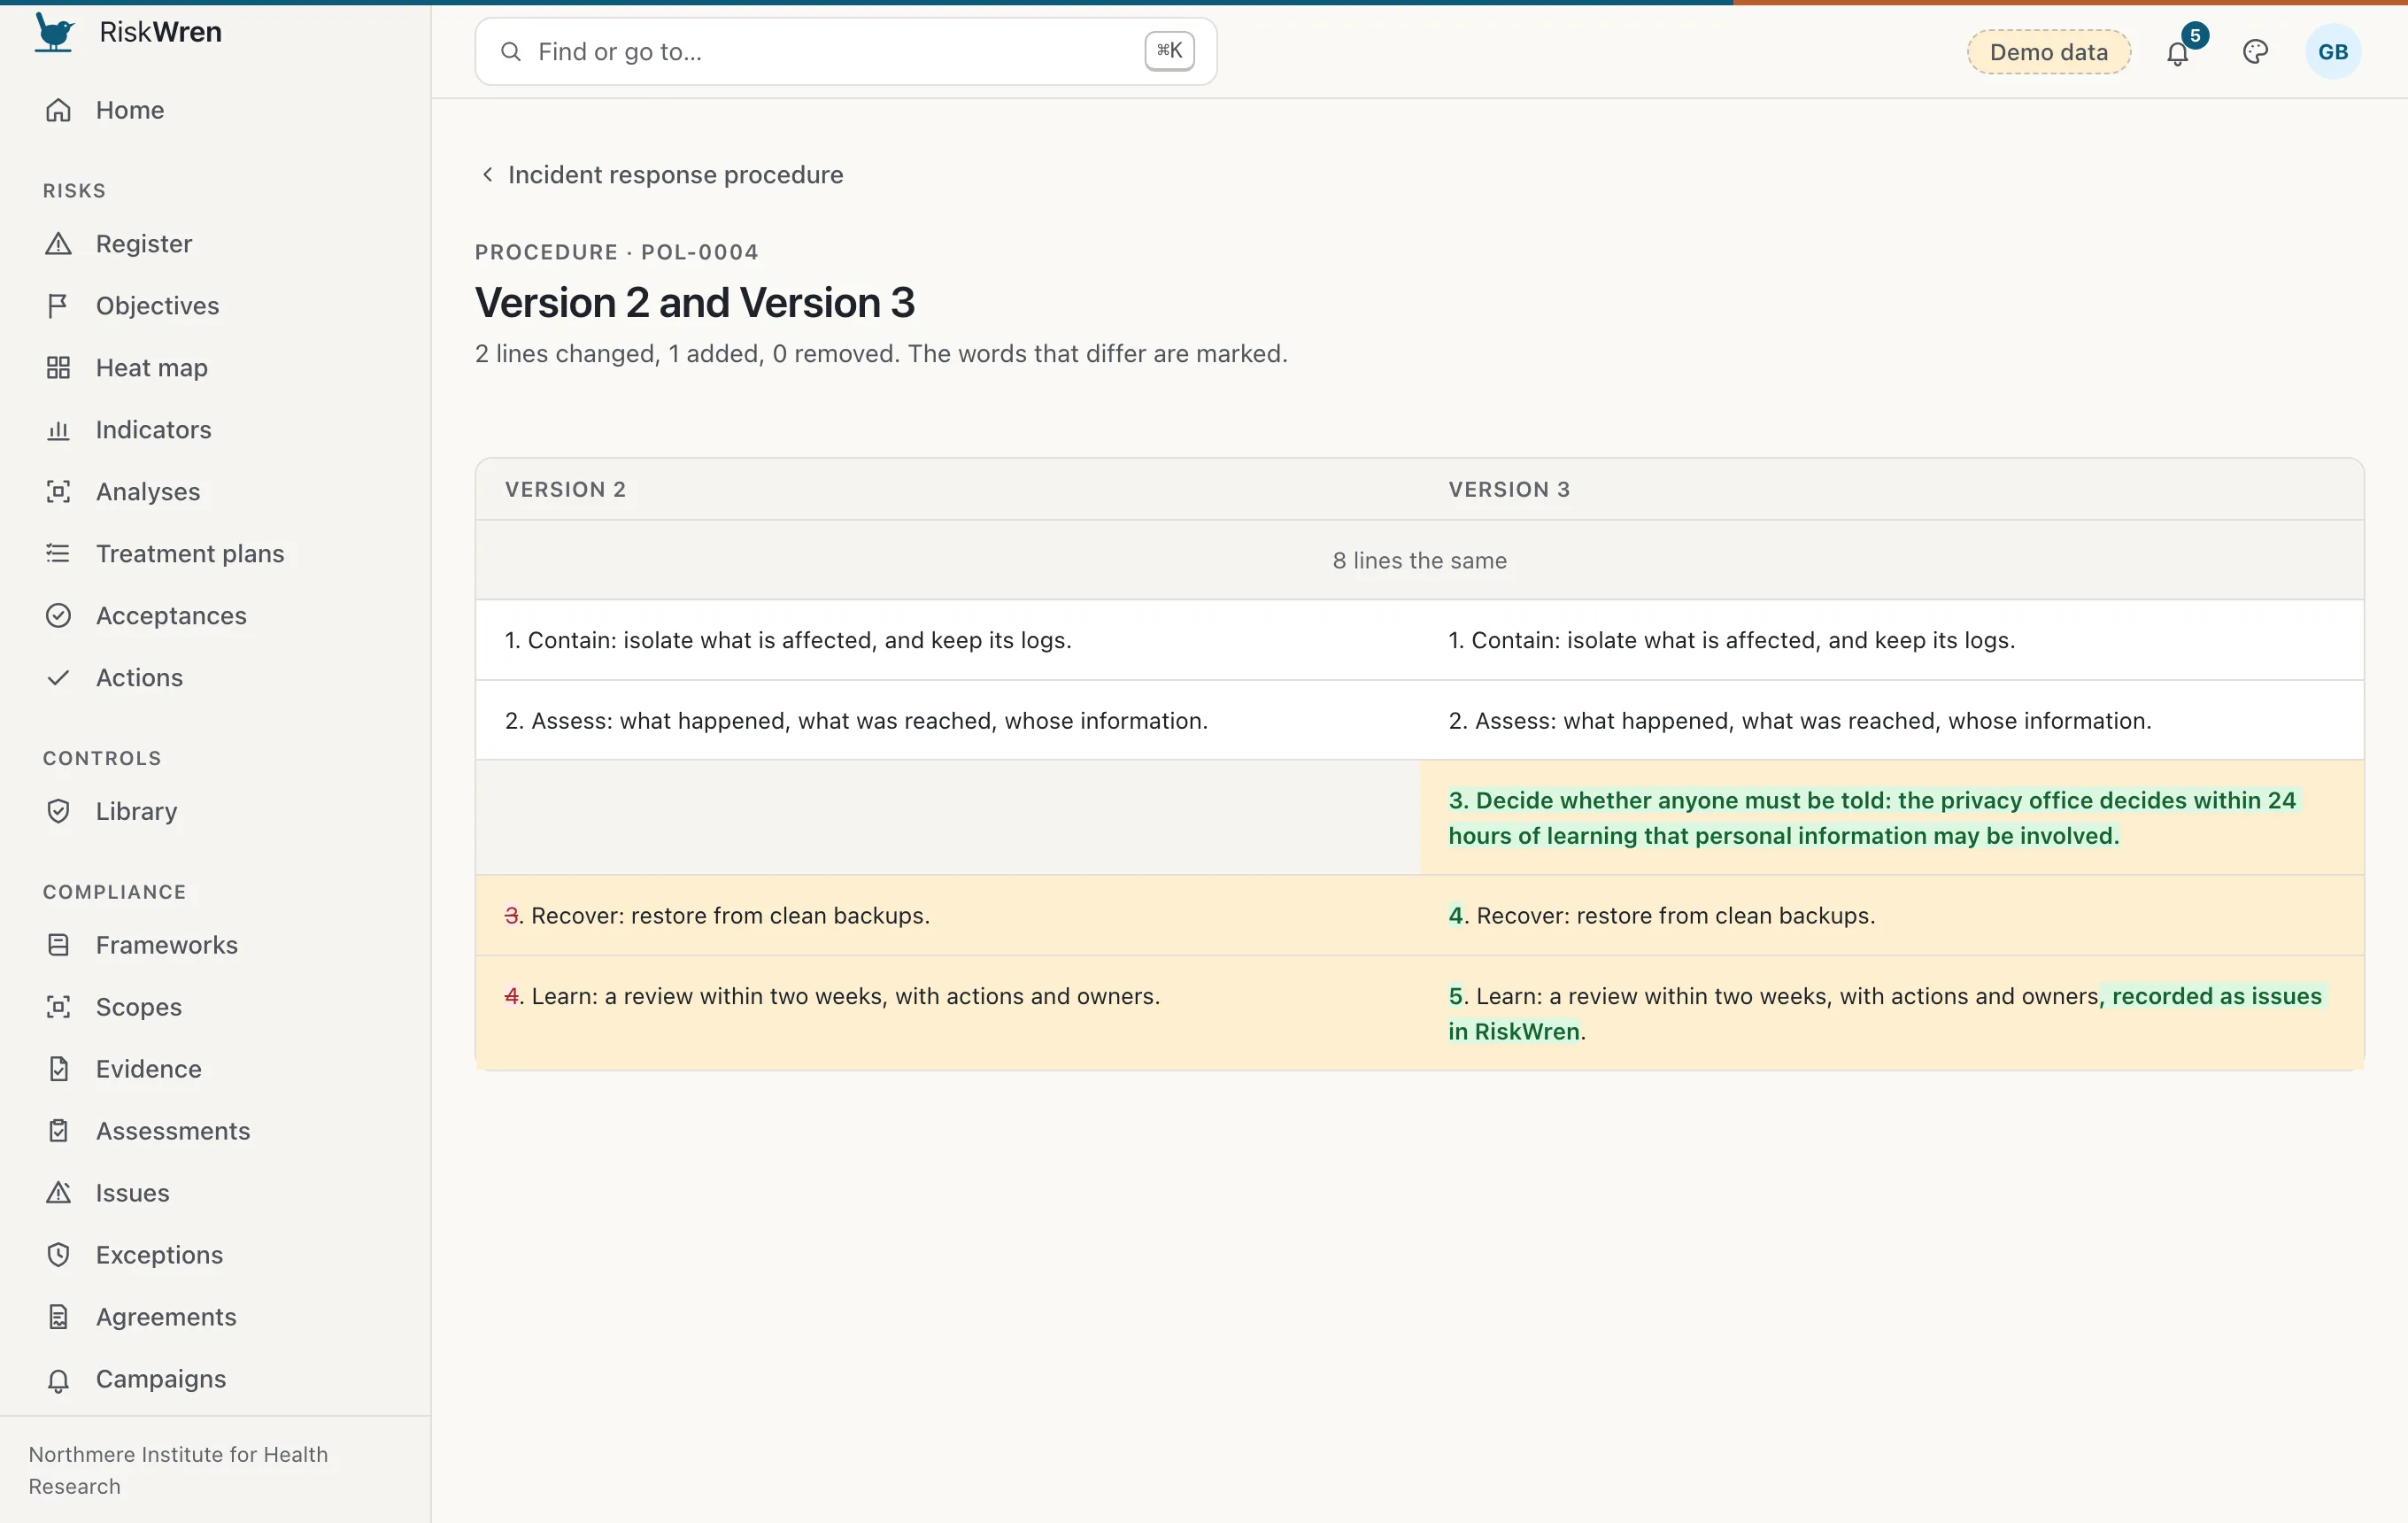 RiskWren
Find or go to...
⌘K
Demo data
5
GB
Home
RISKS
Register
Objectives
Heat map
Indicators
Analyses
Treatment plans
Acceptances
Actions
CONTROLS
Library
COMPLIANCE
Frameworks
Scopes
Evidence
Assessments
Issues
Exceptions
Agreements
Campaigns
Northmere Institute for Health
Research
Incident response procedure
PROCEDURE · POL-0004
Version 2 and Version 3
2 lines changed, 1 added, 0 removed. The words that differ are marked.
VERSION 2
VERSION 3
8 lines the same
1. Contain: isolate what is affected, and keep its logs.
1. Contain: isolate what is affected, and keep its logs.
2. Assess: what happened, what was reached, whose information.
2. Assess: what happened, what was reached, whose information.
3. Decide whether anyone must be told: the privacy office decides within 24
hours of learning that personal information may be involved.
3. Recover: restore from clean backups.
4. Recover: restore from clean backups.
4. Learn: a review within two weeks, with actions and owners.
5. Learn: a review within two weeks, with actions and owners, recorded as issues
in RiskWren.